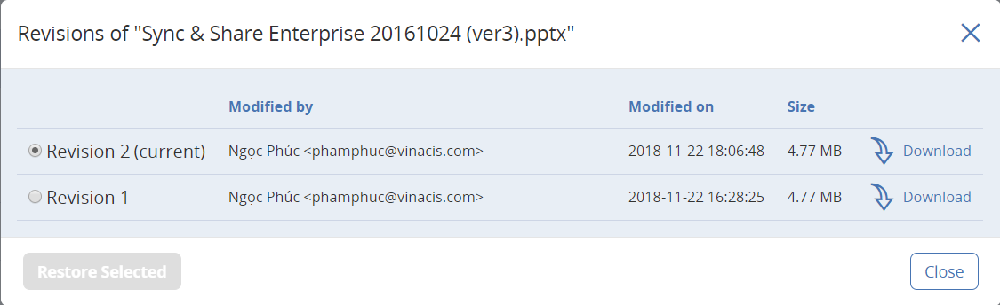 Revisions of "Sync & Share Enterprise 20161024 (ver3).pptx"
Modified by Modified on Size
Revision 2 (current) Ngọc Phúc <phamphuc@vinacis.com> 2018-11-22 18:06:48 4.77 MB Download
Revision 1 Ngọc Phúc <phamphuc@vinacis.com> 2018-11-22 16:28:25 4.77 MB Download
Restore Selected Close